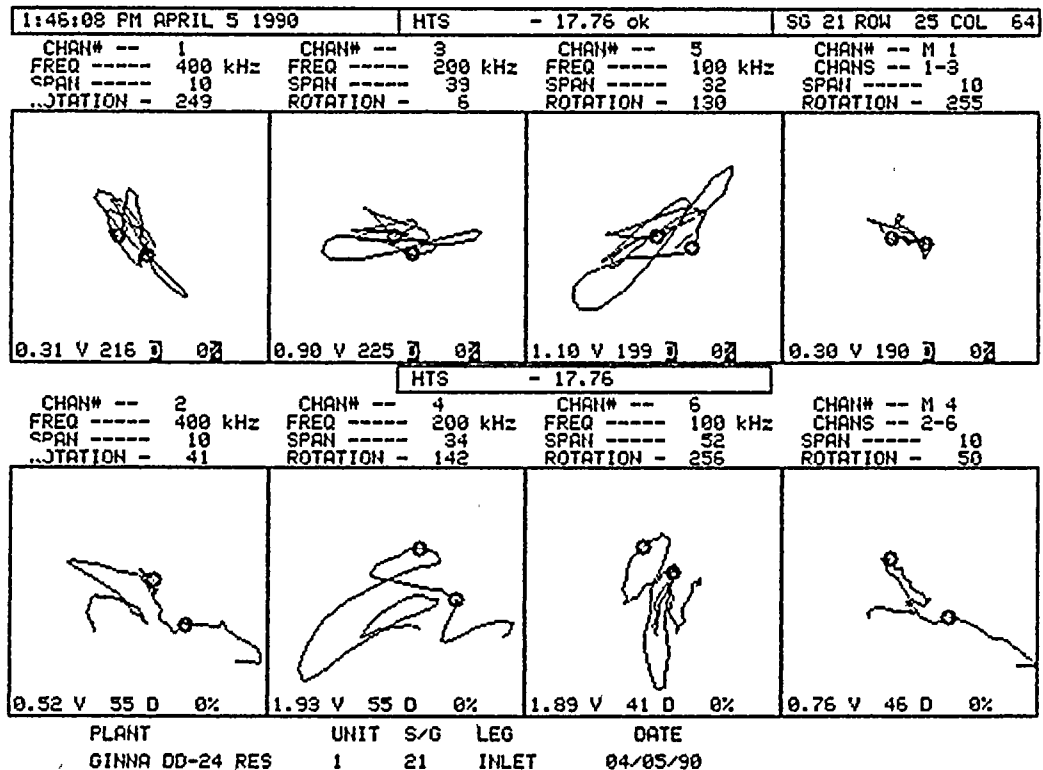 1:46:08 PM APRIL 5 1990 HTS - 17.76 ok SG 21 ROW 25 COL 64
CHAN# -- 1 CHAN# -- 3 CHAN# -- 5 CHAN# -- M 1
FREQ ----- 400 kHz FREQ ----- 200 kHz FREQ ----- 100 kHz CHANS -- 1-3
SPAN ----- 10 SPAN ----- 39 SPAN ----- 32 SPAN ----- 10
..OTATION - 249 ROTATION - 6 ROTATION - 130 ROTATION - 255
0.31 V 216 D 0% 0.90 V 225 D 0% 1.10 V 199 D 0% 0.30 V 190 D 0%
HTS - 17.76
CHAN# -- 2 CHAN# -- 4 CHAN# -- 6 CHAN# -- M 4
FREQ ----- 400 kHz FREQ ----- 200 kHz FREQ ----- 100 kHz CHANS -- 2-6
SPAN ----- 10 SPAN ----- 34 SPAN ----- 52 SPAN ----- 10
..OTATION - 41 ROTATION - 142 ROTATION - 256 ROTATION - 50
0.52 V 55 D 0% 1.93 V 55 D 0% 1.89 V 41 D 0% 0.76 V 46 D 0%
PLANT UNIT S/G LEG DATE
GINNA DD-24 RES 1 21 INLET 04/05/90